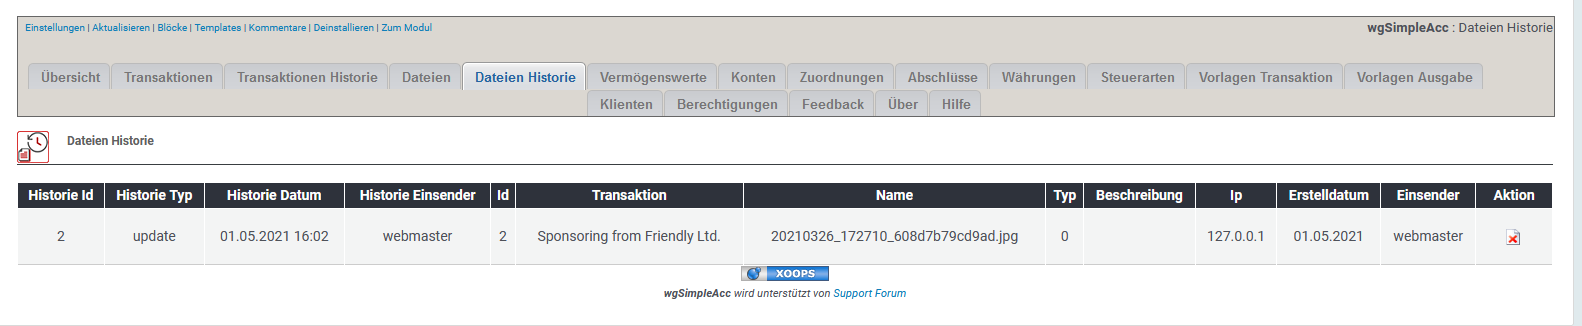 Einstellungen | Aktualisieren | Blöcke | Templates | Kommentare | Deinstallieren | Zum Modul
wgSimpleAcc : Dateien Historie
Übersicht Transaktionen Transaktionen Historie Dateien Dateien Historie Vermögenswerte Konten Zuordnungen Abschlüsse Währungen Steuerarten Vorlagen Transaktion Vorlagen Ausgabe
Klienten Berechtigungen Feedback Über Hilfe
Dateien Historie
Historie Id Historie Typ Historie Datum Historie Einsender Id Transaktion Name Typ Beschreibung Ip Erstelldatum Einsender Aktion
2 update 01.05.2021 16:02 webmaster 2 Sponsoring from Friendly Ltd. 20210326_172710_608d7b79cd9ad.jpg 0 127.0.0.1 01.05.2021 webmaster
XOOPS
wgSimpleAcc wird unterstützt von Support Forum